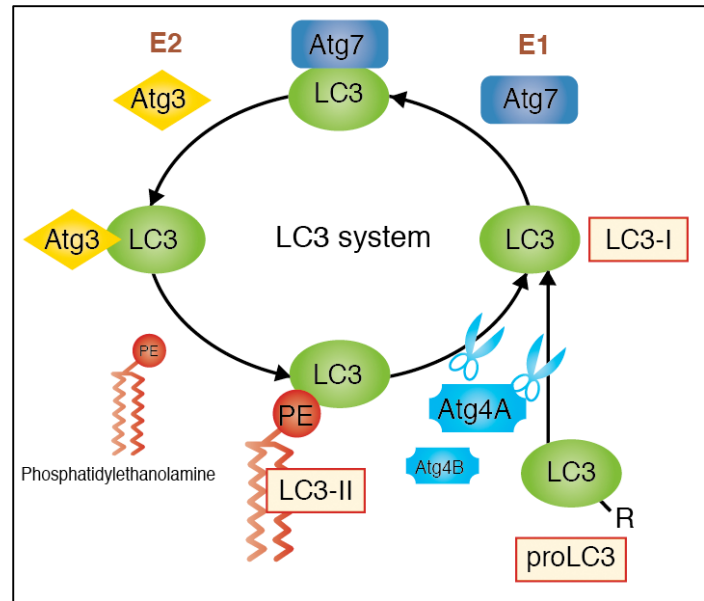 E2
Atg7
E1
Atg3
LC3
Atg7
Atg3
LC3
LC3 system
LC3
LC3-I
PE
LC3
PE
Atg4A
Phosphatidylethanolamine
LC3-II
Atg4B
LC3
R
proLC3